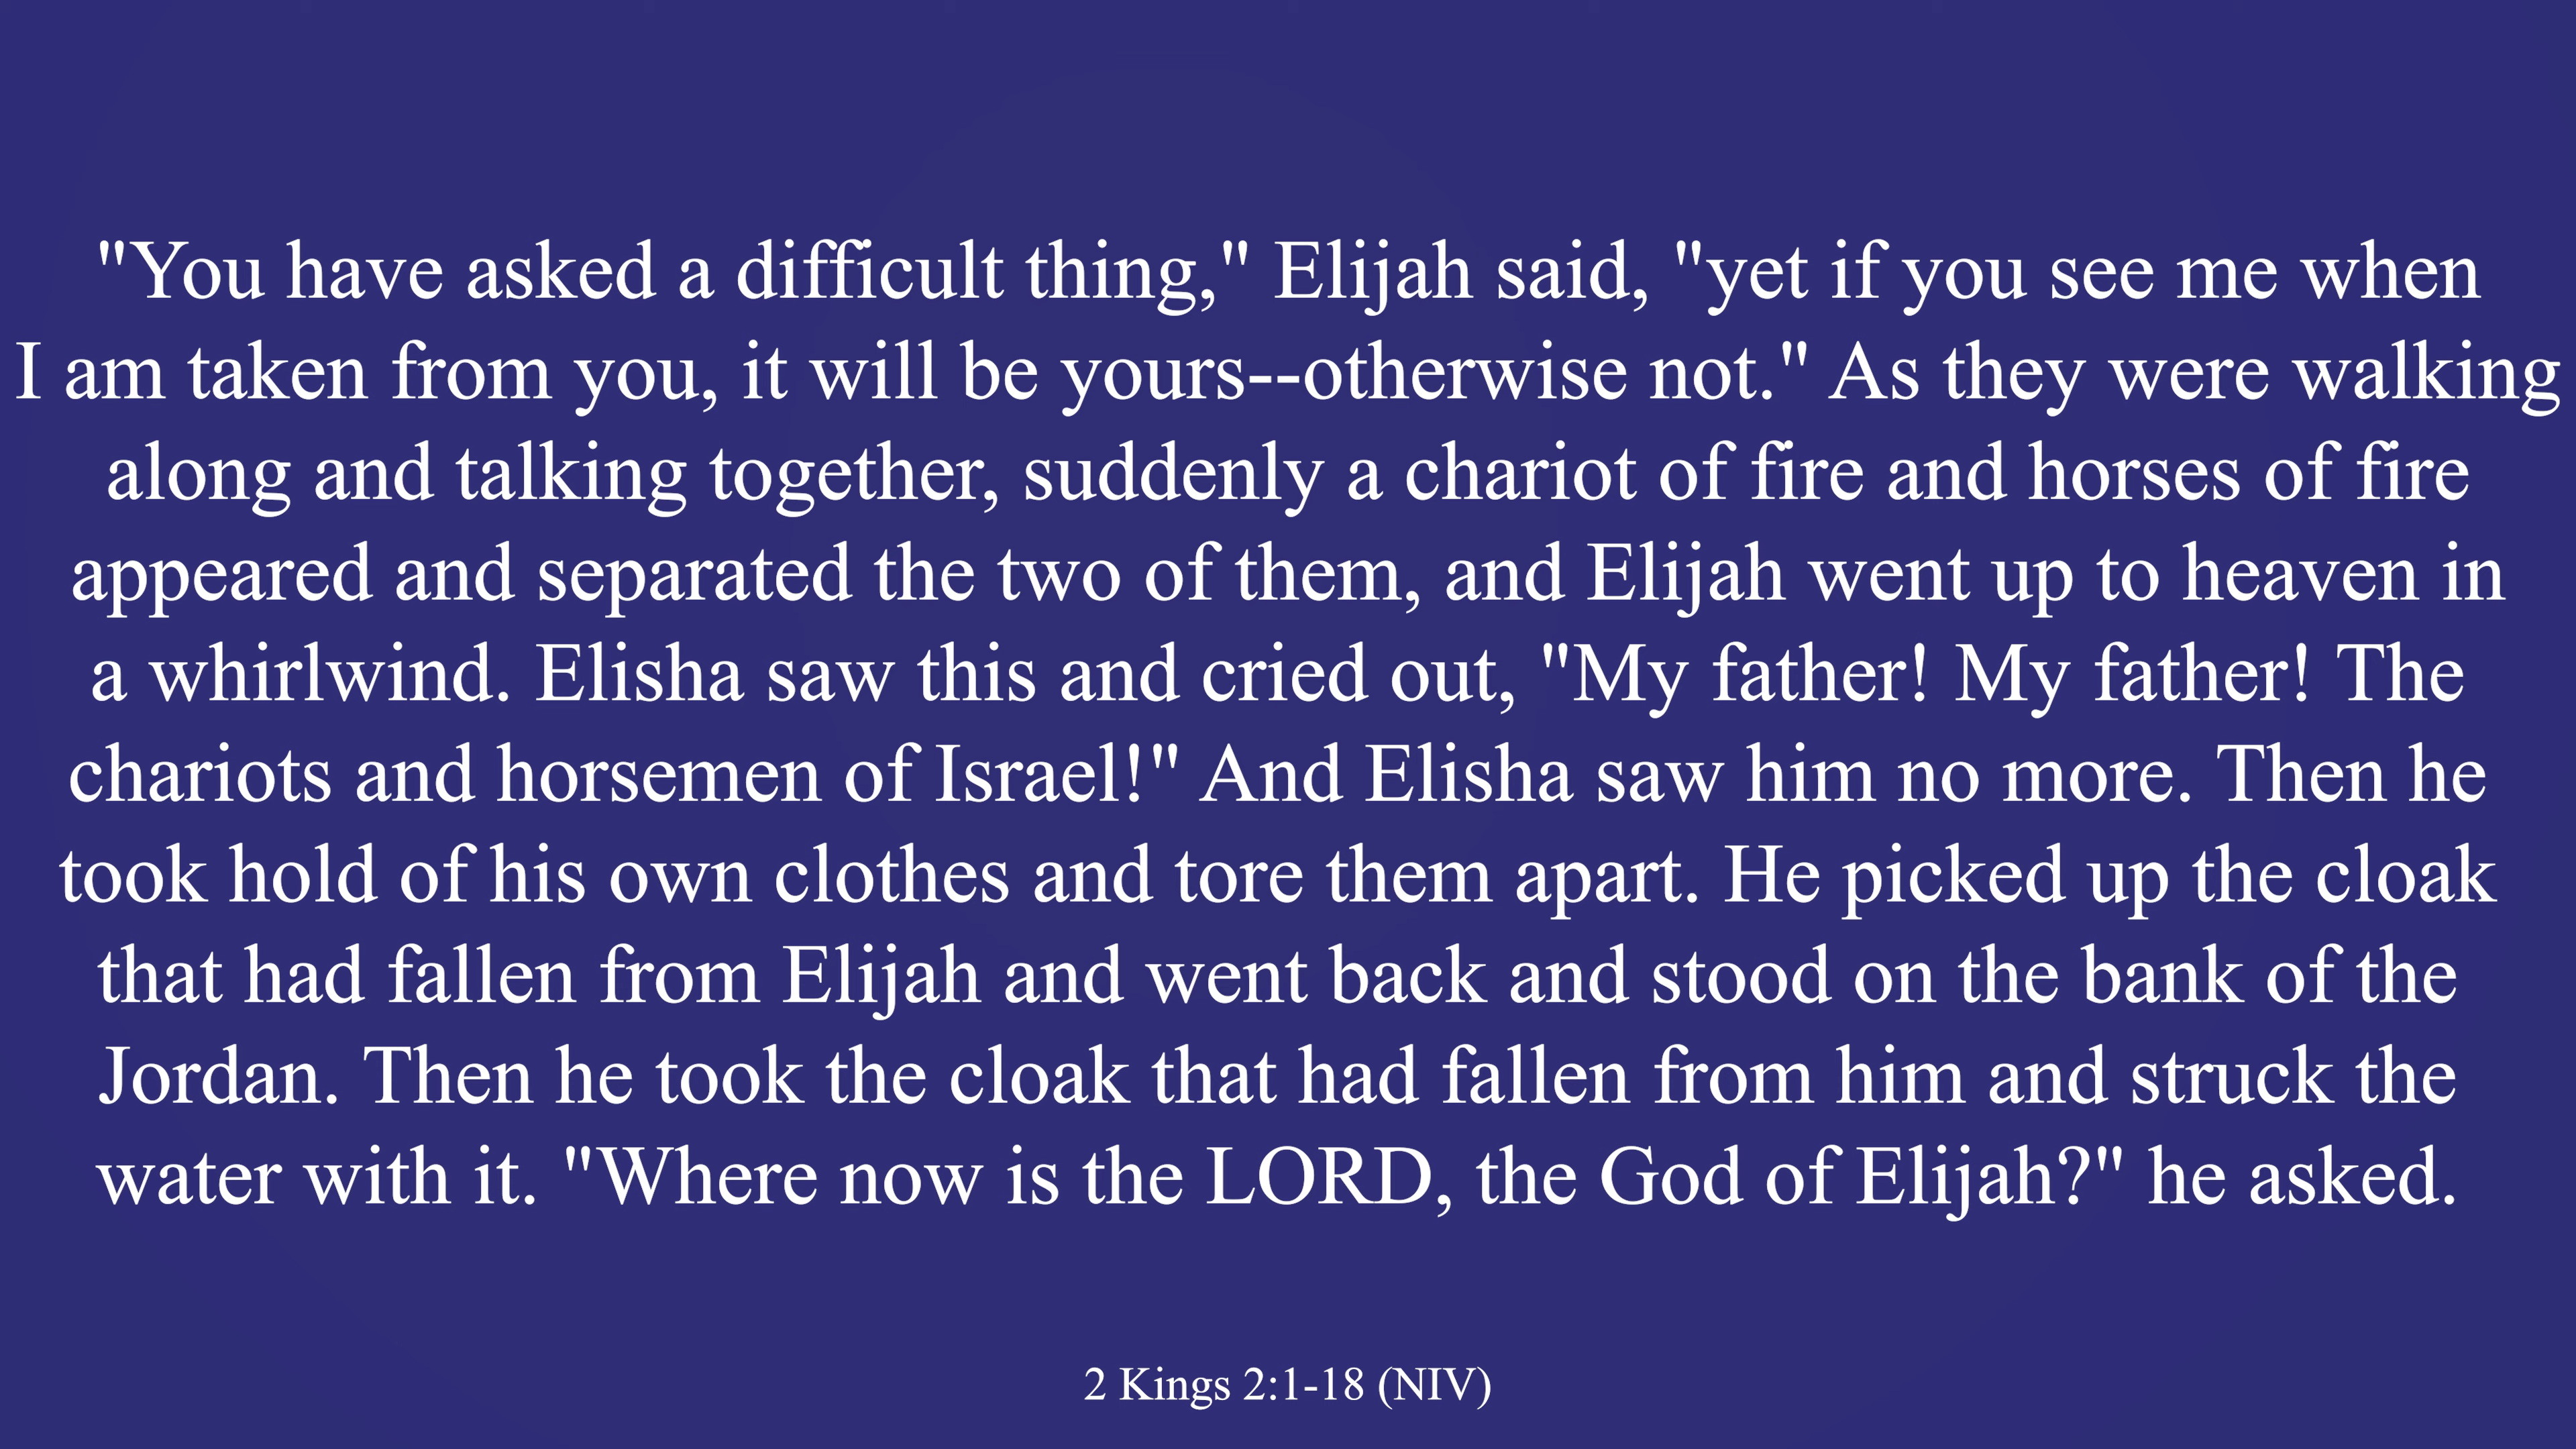 "You have asked a difficult thing," Elijah said, "yet if you see me when
I am taken from you, it will be yours--otherwise not." As they were walking
along and talking together, suddenly a chariot of fire and horses of fire
appeared and separated the two of them, and Elijah went up to heaven in
a whirlwind. Elisha saw this and cried out, "My father! My father! The
chariots and horsemen of Israel!" And Elisha saw him no more. Then he
took hold of his own clothes and tore them apart. He picked up the cloak
that had fallen from Elijah and went back and stood on the bank of the
Jordan. Then he took the cloak that had fallen from him and struck the
water with it. "Where now is the LORD, the God of Elijah?" he asked.
2 Kings 2:1-18 (NIV)